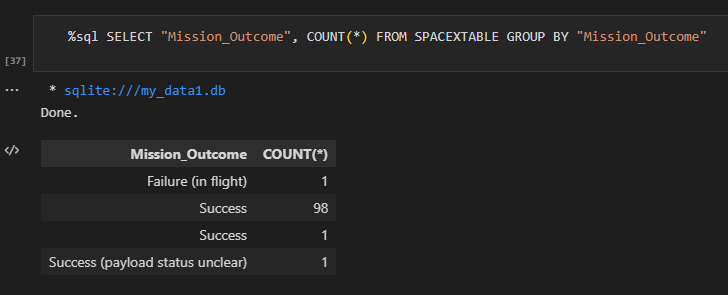 %sql SELECT "Mission_Outcome", COUNT(*) FROM SPACEXTABLE GROUP BY "Mission_Outcome"
[37]
... * sqlite:///my_data1.db
Done.
</>
Mission_Outcome COUNT(*)
Failure (in flight) 1
Success 98
Success 1
Success (payload status unclear) 1